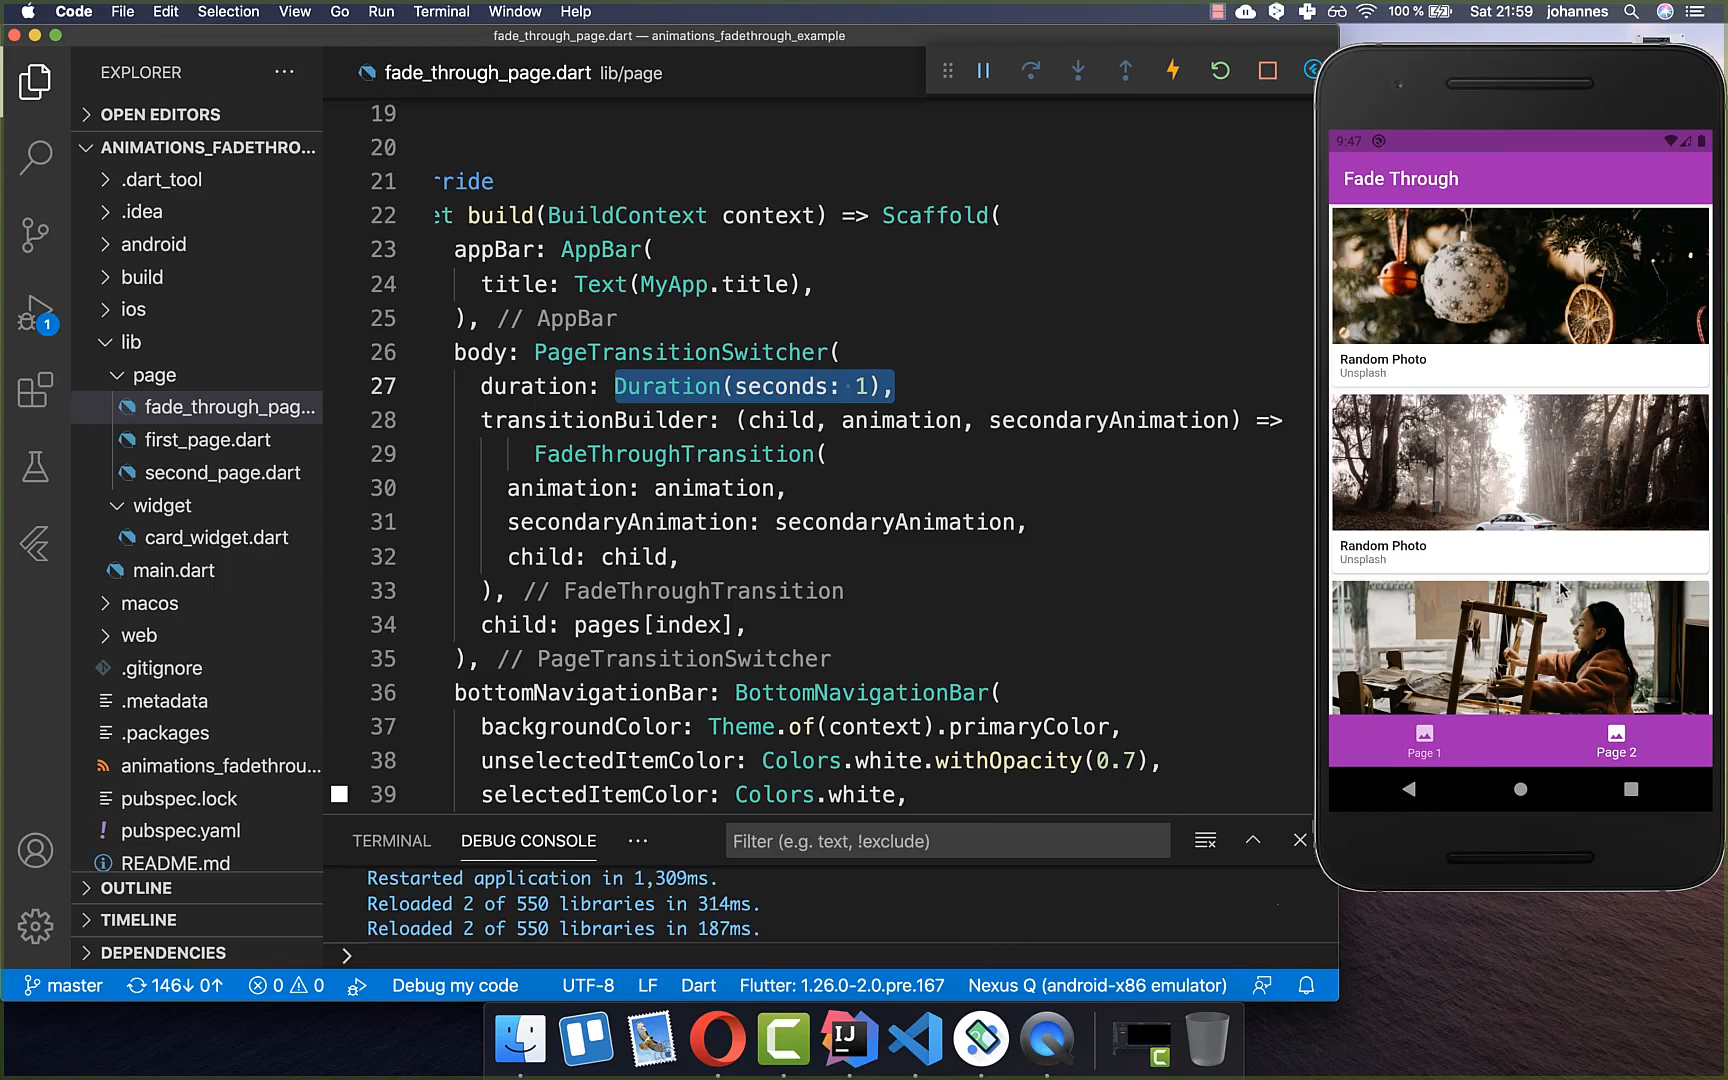 Code File Edit Selection View Go Run Terminal Window Help 100 % Sat 21:59 johannes
fade_through_page.dart — animations_fadethrough_example
EXPLORER
OPEN EDITORS
ANIMATIONS_FADETHRO...
.dart_tool
.idea
android
build
ios
lib
page
fade_through_pag...
first_page.dart
second_page.dart
widget
card_widget.dart
main.dart
macos
web
.gitignore
.metadata
.packages
animations_fadethrou...
pubspec.lock
pubspec.yaml
README.md
OUTLINE
TIMELINE
DEPENDENCIES
1
fade_through_page.dart lib/page
19
20
21 rride
22 et build(BuildContext context) => Scaffold(
23 appBar: AppBar(
24 title: Text(MyApp.title),
25 ), // AppBar
26 body: PageTransitionSwitcher(
27 duration: Duration(seconds: 1),
28 transitionBuilder: (child, animation, secondaryAnimation) =>
29 FadeThroughTransition(
30 animation: animation,
31 secondaryAnimation: secondaryAnimation,
32 child: child,
33 ), // FadeThroughTransition
34 child: pages[index],
35 ), // PageTransitionSwitcher
36 bottomNavigationBar: BottomNavigationBar(
37 backgroundColor: Theme.of(context).primaryColor,
38 unselectedItemColor: Colors.white.withOpacity(0.7),
39 selectedItemColor: Colors.white,
TERMINAL DEBUG CONSOLE ... Filter (e.g. text, !exclude)
Restarted application in 1,309ms.
Reloaded 2 of 550 libraries in 314ms.
Reloaded 2 of 550 libraries in 187ms.
master 146↓ 0↑ 0 0 Debug my code UTF-8 LF Dart Flutter: 1.26.0-2.0.pre.167 Nexus Q (android-x86 emulator)
9:47
Fade Through
Random Photo
Unsplash
Random Photo
Unsplash
Page 1 Page 2
IJ